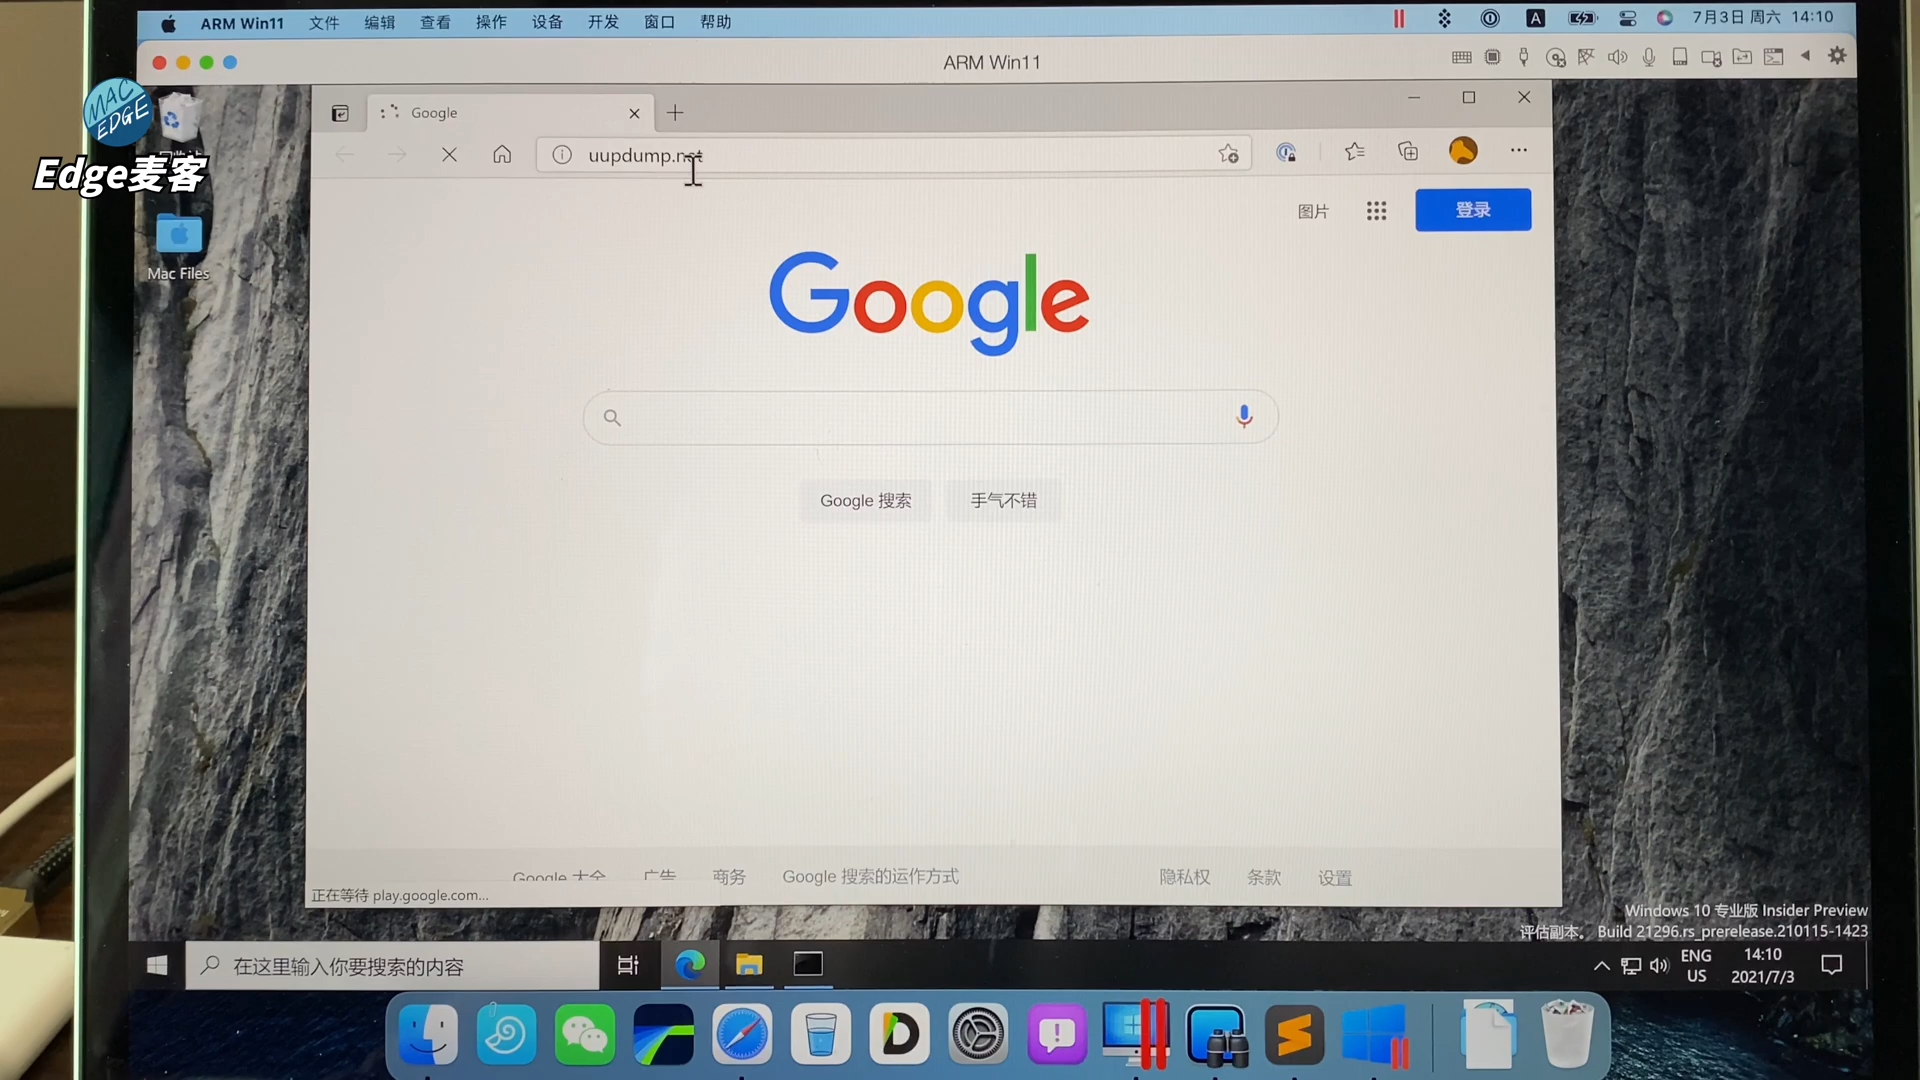 ARM Win11 文件 编辑 查看 操作 设备 开发 窗口 帮助
A 7月3日 周六 14:10
ARM Win11
MAC EDGE
Edge麦客
Mac Files
Google
uupdump.net
图片
登录
Google
Google 搜索
手气不错
Google 大全 广告 商务 Google 搜索的运作方式 隐私权 条款 设置
正在等待 play.google.com...
Windows 10 专业版 Insider Preview
评估副本。 Build 21296.rs_prerelease.210115-1423
在这里输入你要搜索的内容
ENG
US
14:10
2021/7/3